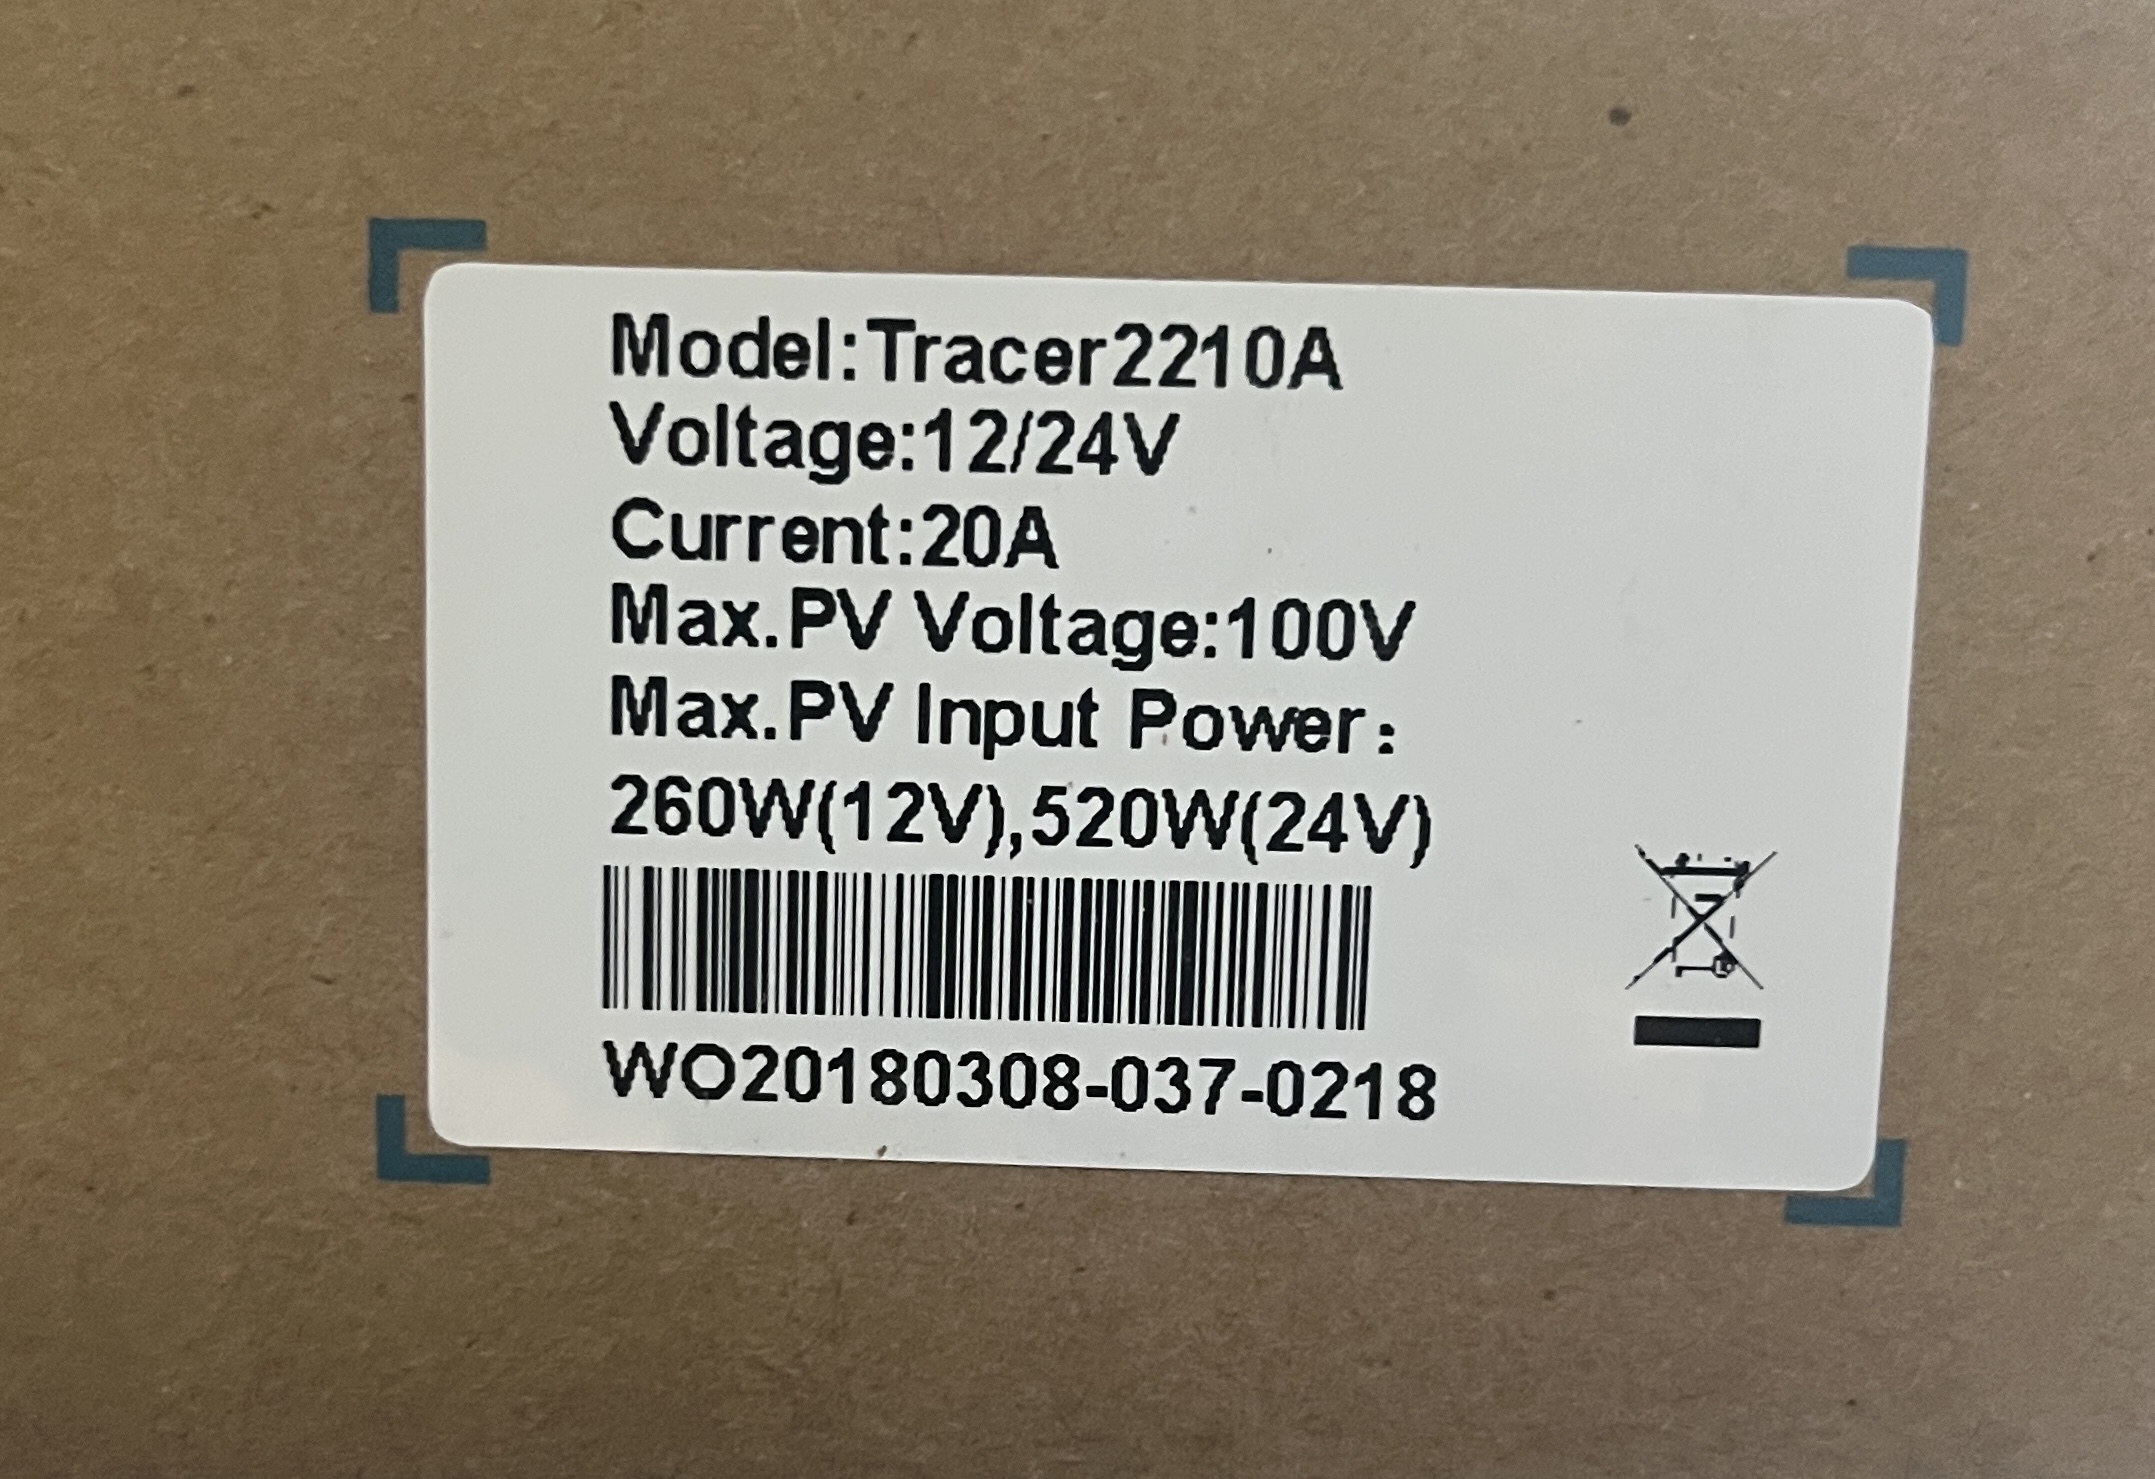 Model:Tracer2210A
Voltage:12/24V
Current:20A
Max.PV Voltage:100V
Max.PV Input Power：
260W(12V),520W(24V)
WO20180308-037-0218